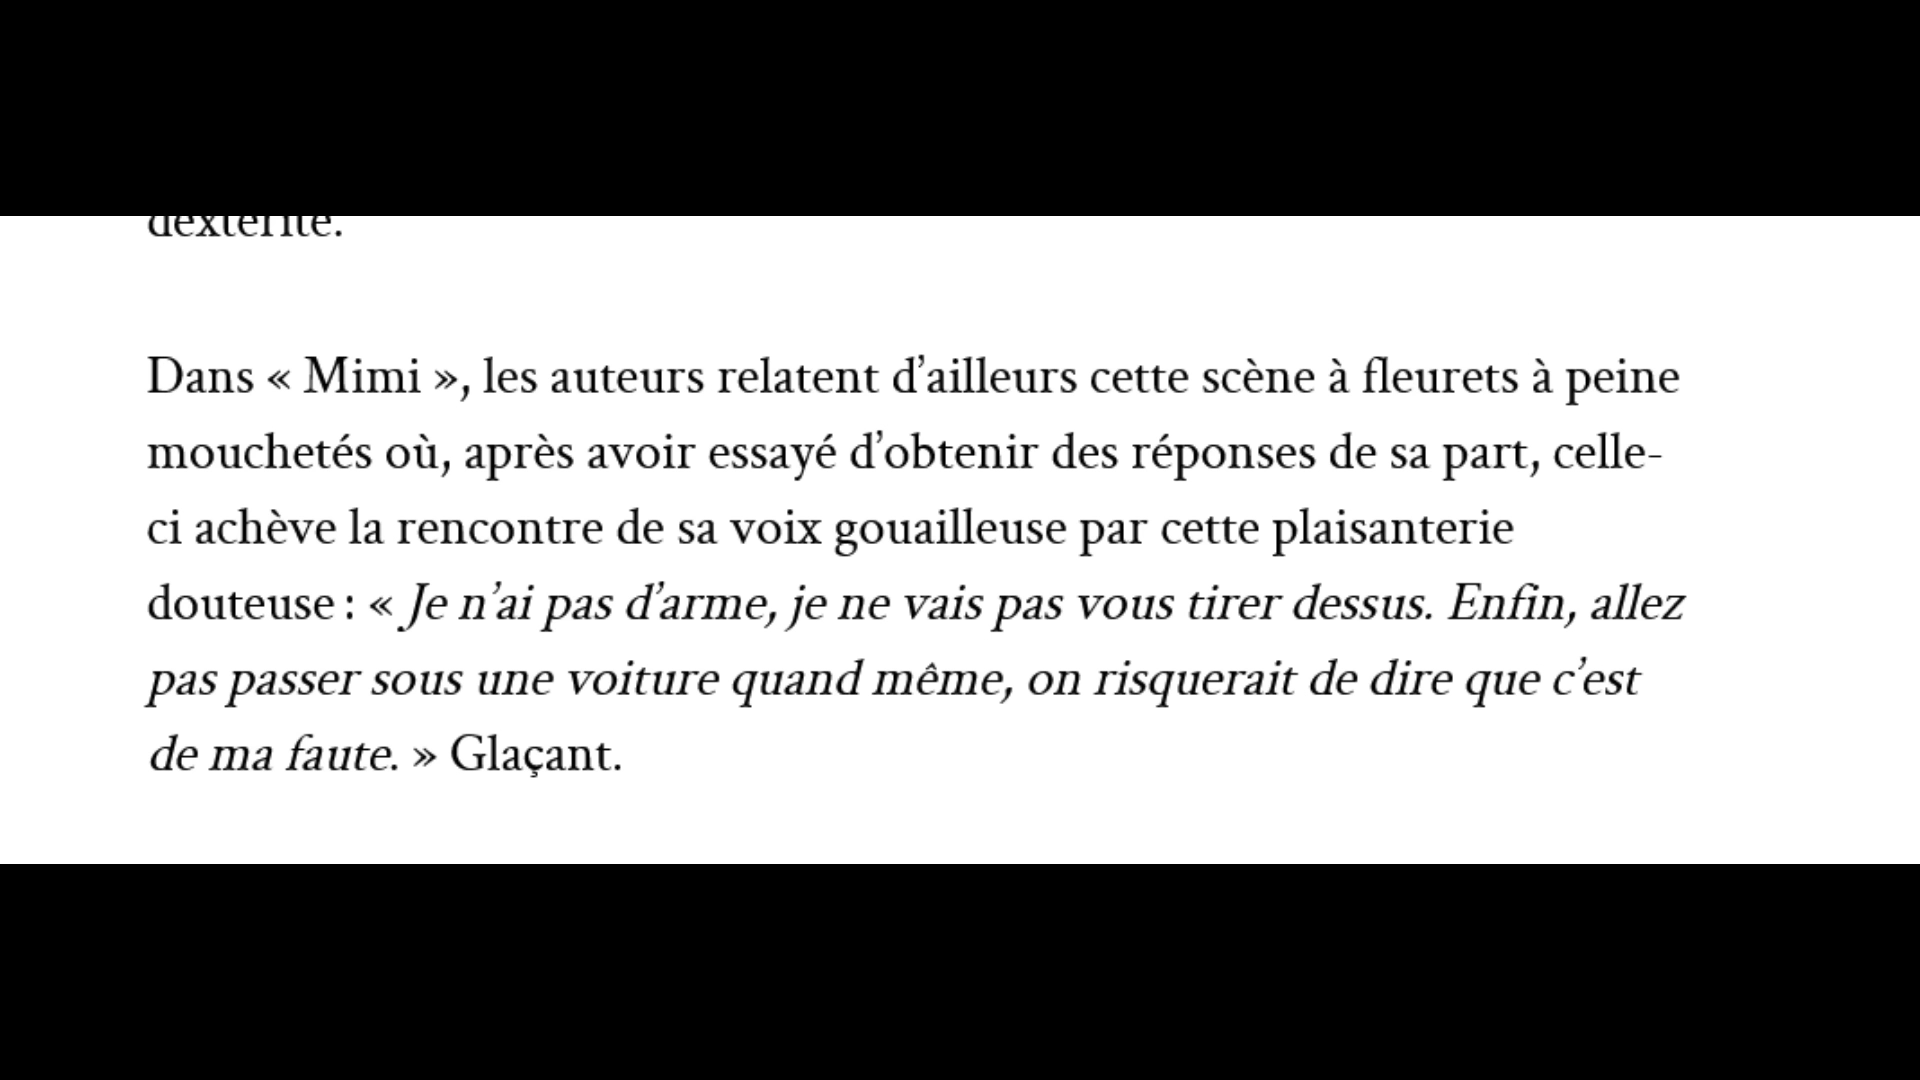 dextérité.
Dans « Mimi », les auteurs relatent d’ailleurs cette scène à fleurets à peine
mouchetés où, après avoir essayé d’obtenir des réponses de sa part, celle-
ci achève la rencontre de sa voix gouailleuse par cette plaisanterie
douteuse : « Je n’ai pas d’arme, je ne vais pas vous tirer dessus. Enfin, allez
pas passer sous une voiture quand même, on risquerait de dire que c’est
de ma faute. » Glaçant.